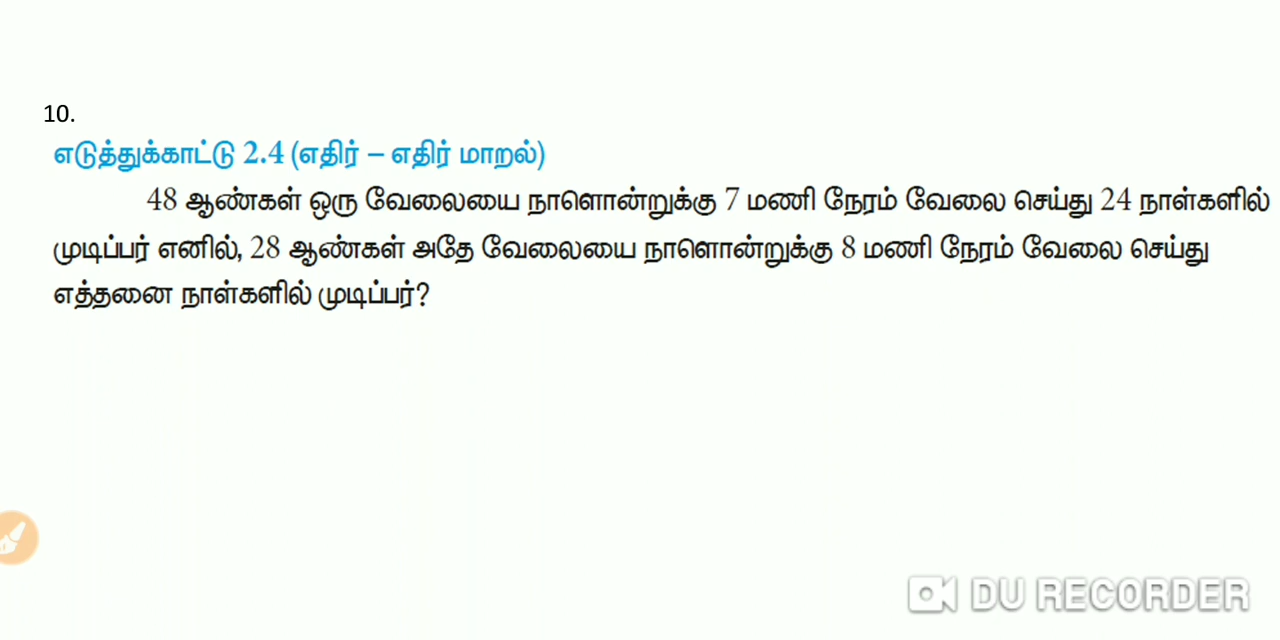 10.
எடுத்துக்காட்டு 2.4 (எதிர் – எதிர் மாறல்)
48 ஆண்கள் ஒரு வேலையை நாளொன்றுக்கு 7 மணி நேரம் வேலை செய்து 24 நாள்களில்
முடிப்பர் எனில், 28 ஆண்கள் அதே வேலையை நாளொன்றுக்கு 8 மணி நேரம் வேலை செய்து
எத்தனை நாள்களில் முடிப்பர்?
DU RECORDER